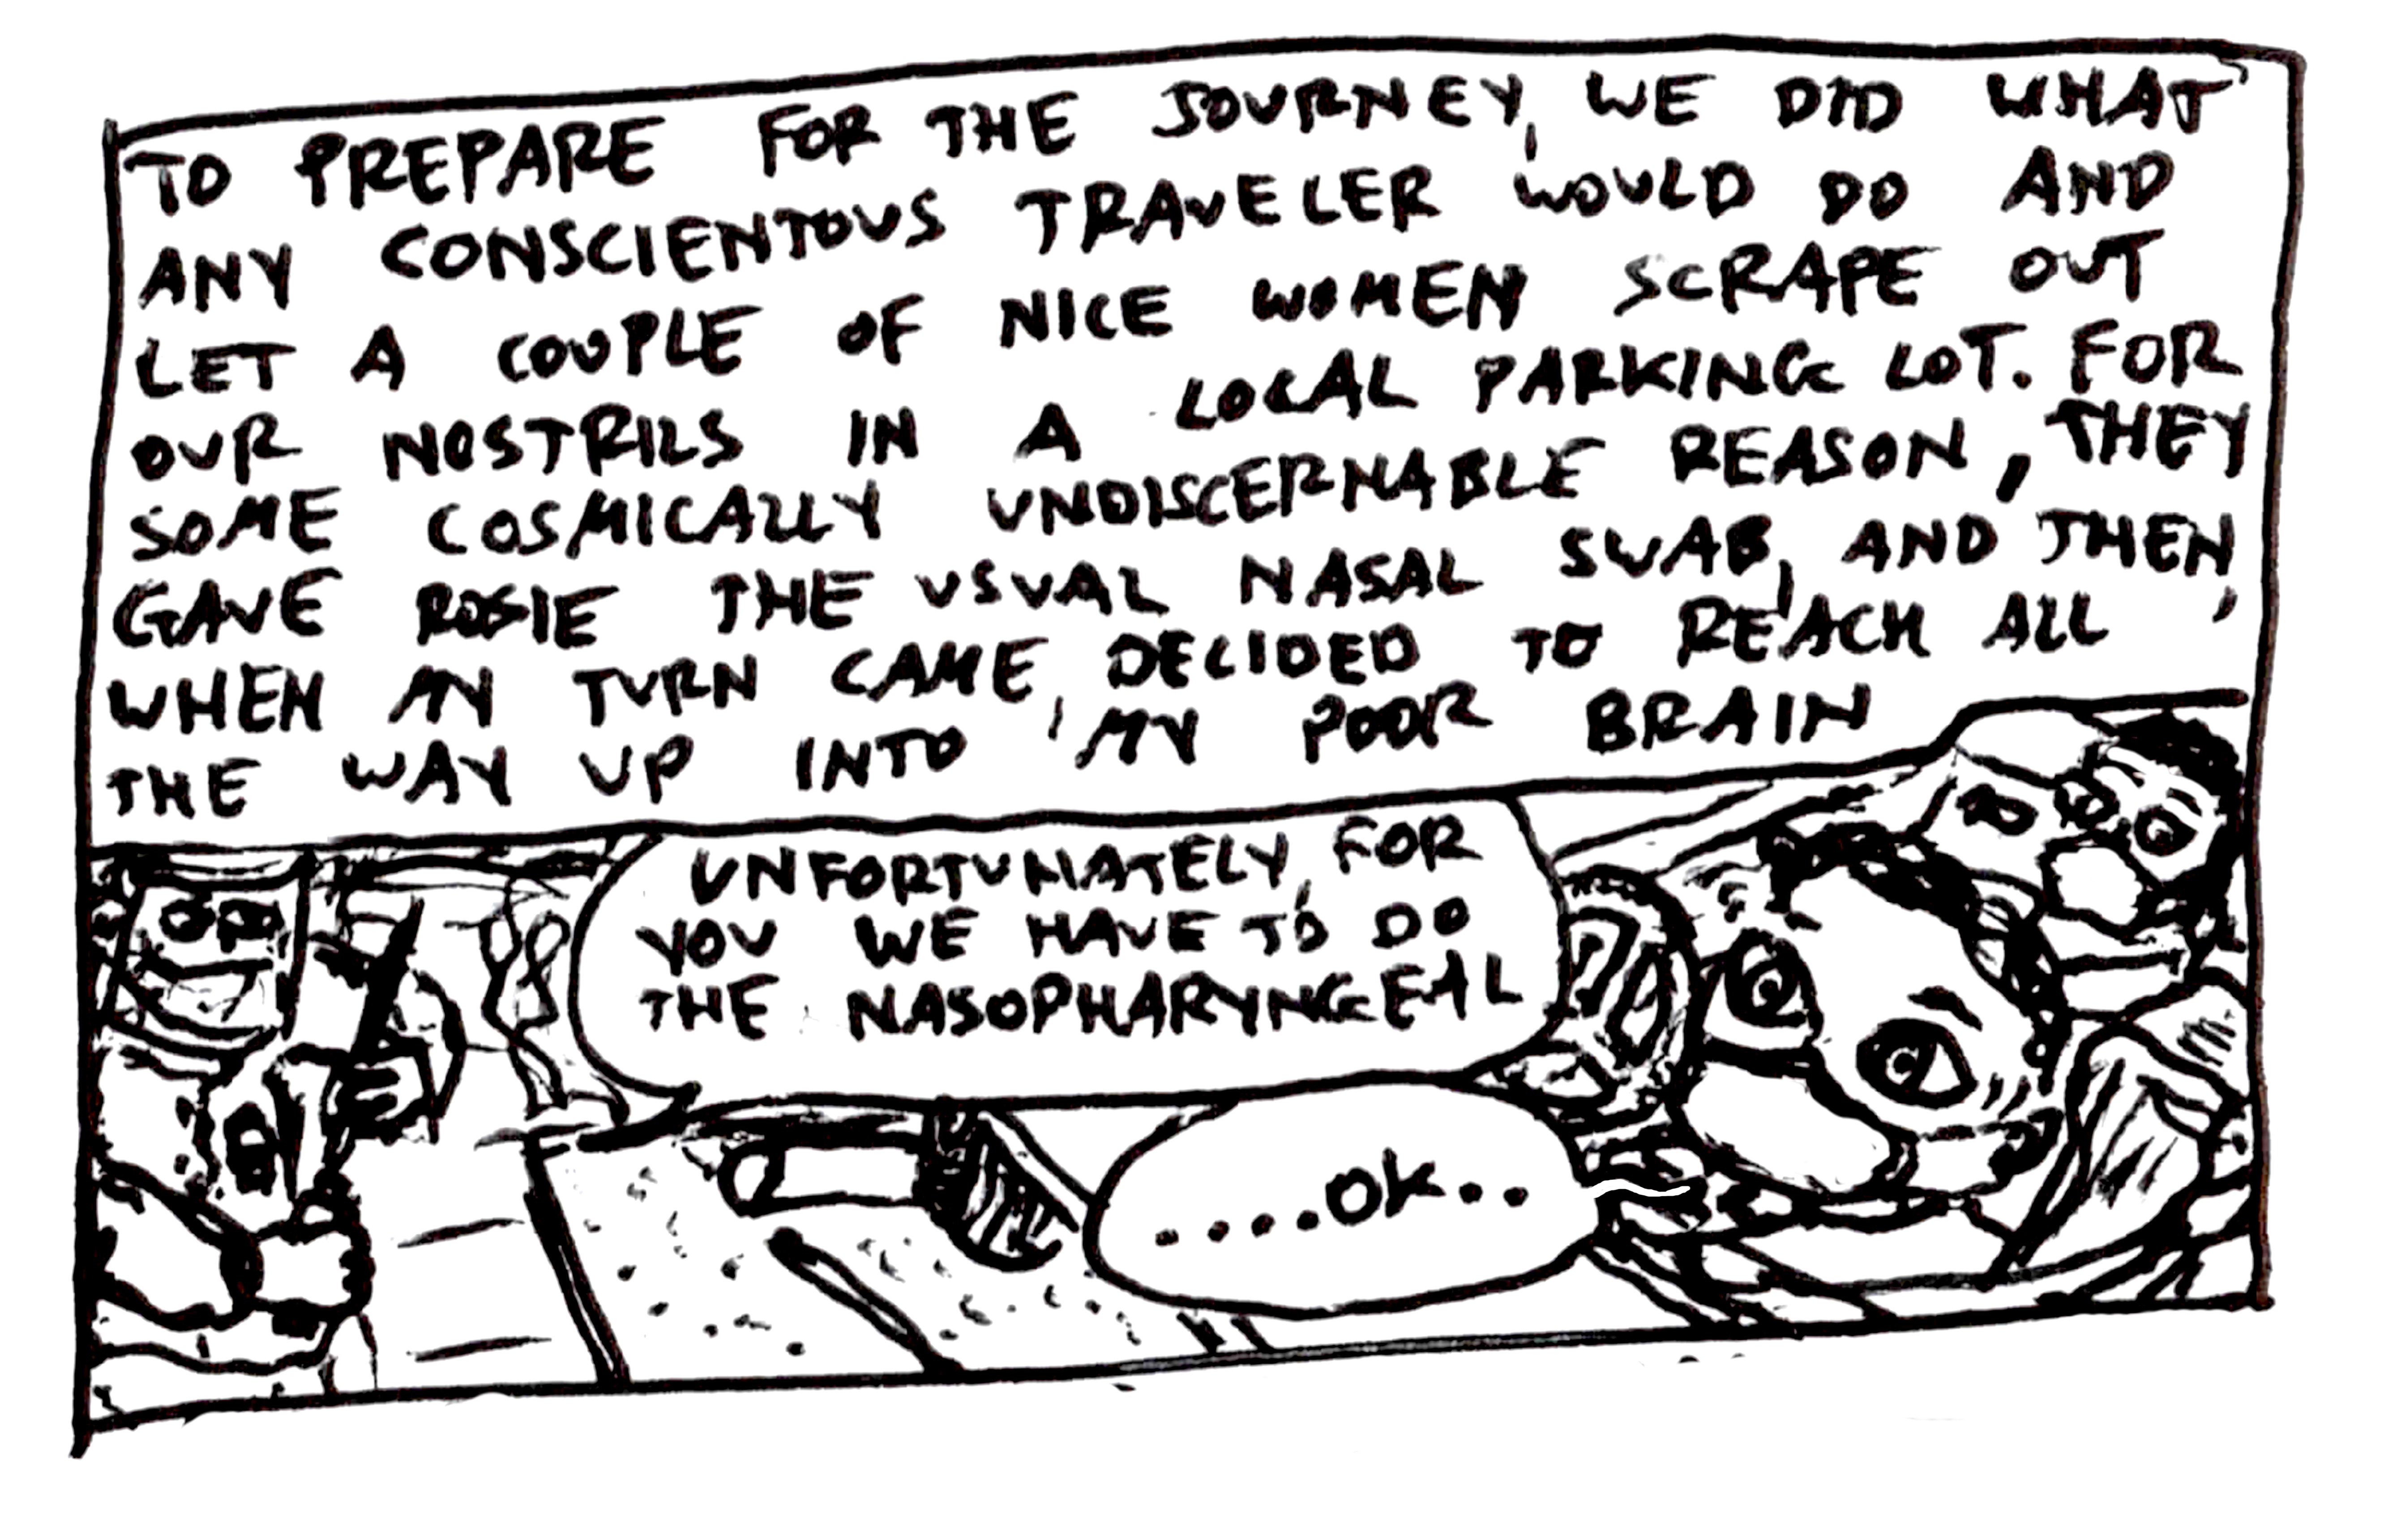 TO PREPARE FOR THE JOURNEY, WE DID WHAT
ANY CONSCIENTOUS TRAVELER WOULD DO AND
LET A COUPLE OF NICE WOMEN SCRAPE OUT
OUR NOSTRILS IN A LOCAL PARKING LOT. FOR
SOME COSMICALLY UNDISCERNABLE REASON, THEY
GAVE ROSIE THE USUAL NASAL SWAB, AND THEN,
WHEN MY TURN CAME, DECIDED TO REACH ALL
THE WAY UP INTO MY POOR BRAIN
UNFORTUNATELY, FOR
YOU WE HAVE TO DO
THE NASOPHARYNGEAL
....OK..